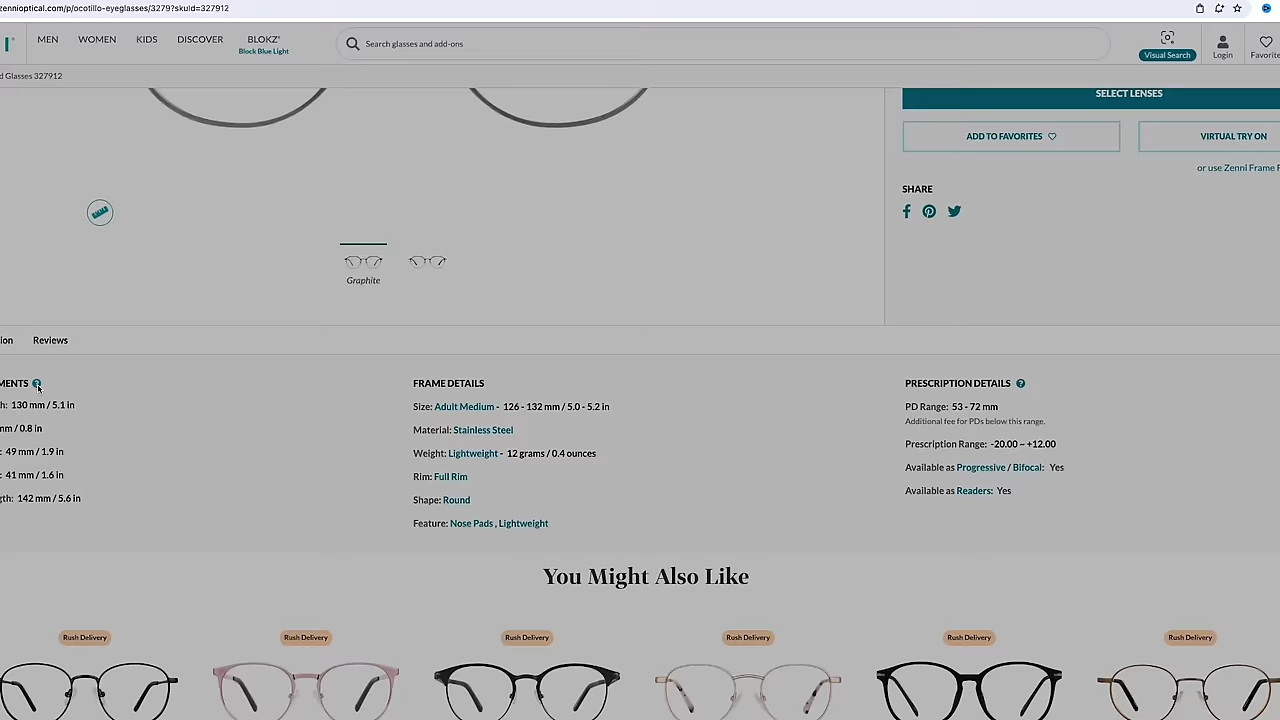 zennioptical.com/p/ocotillo-eyeglasses/3279?skuId=327912
MEN
WOMEN
KIDS
DISCOVER
BLOKZ®
Block Blue Light
Search glasses and add-ons
Visual Search
Login
Favorite
d Glasses 327912
SELECT LENSES
ADD TO FAVORITES
VIRTUAL TRY ON
or use Zenni Frame F
SHARE
Graphite
ion
Reviews
MENTS
h: 130 mm / 5.1 in
mm / 0.8 in
: 49 mm / 1.9 in
: 41 mm / 1.6 in
gth: 142 mm / 5.6 in
FRAME DETAILS
Size: Adult Medium - 126 - 132 mm / 5.0 - 5.2 in
Material: Stainless Steel
Weight: Lightweight - 12 grams / 0.4 ounces
Rim: Full Rim
Shape: Round
Feature: Nose Pads , Lightweight
PRESCRIPTION DETAILS ?
PD Range: 53 - 72 mm
Additional fee for PDs below this range.
Prescription Range: -20.00 ~ +12.00
Available as Progressive / Bifocal: Yes
Available as Readers: Yes
You Might Also Like
Rush Delivery
Rush Delivery
Rush Delivery
Rush Delivery
Rush Delivery
Rush Delivery